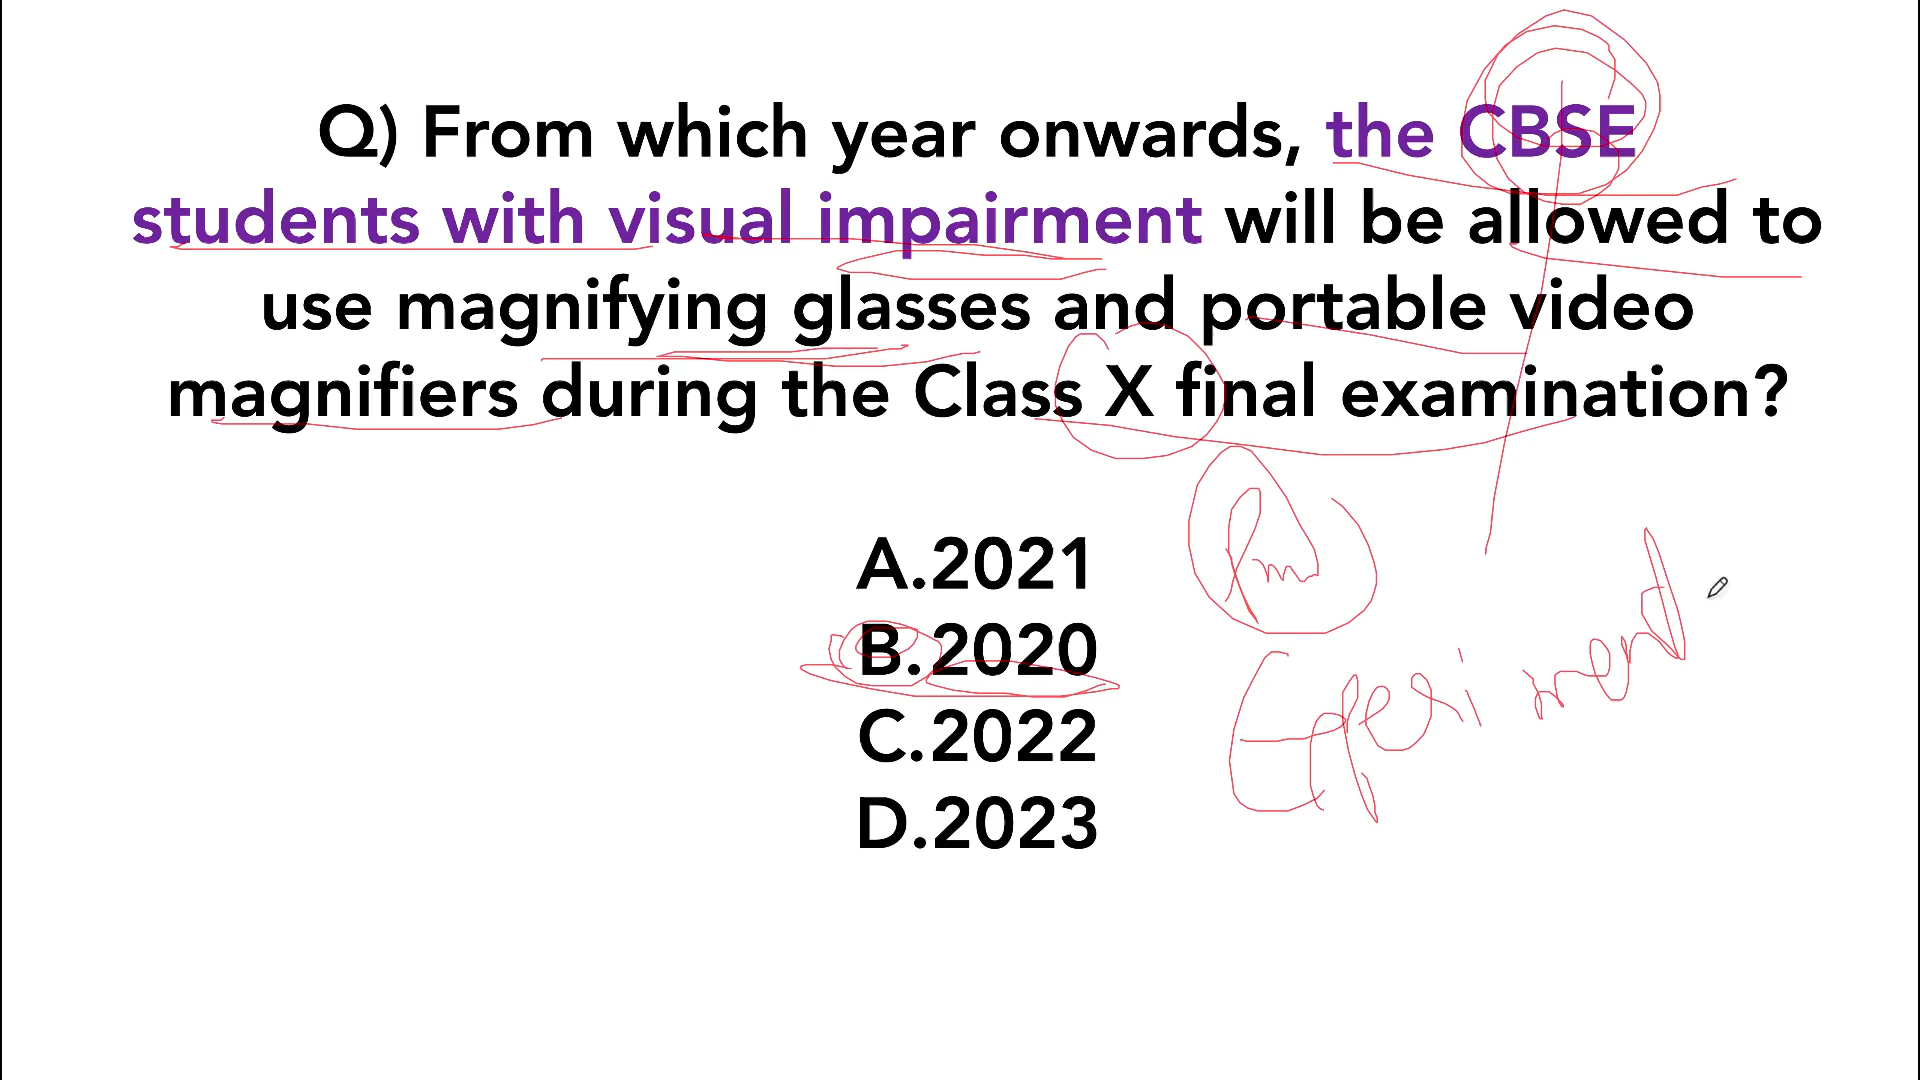 Q) From which year onwards, the CBSE
students with visual impairment will be allowed to
use magnifying glasses and portable video
magnifiers during the Class X final examination?
A.2021
B.2020
C.2022
D.2023